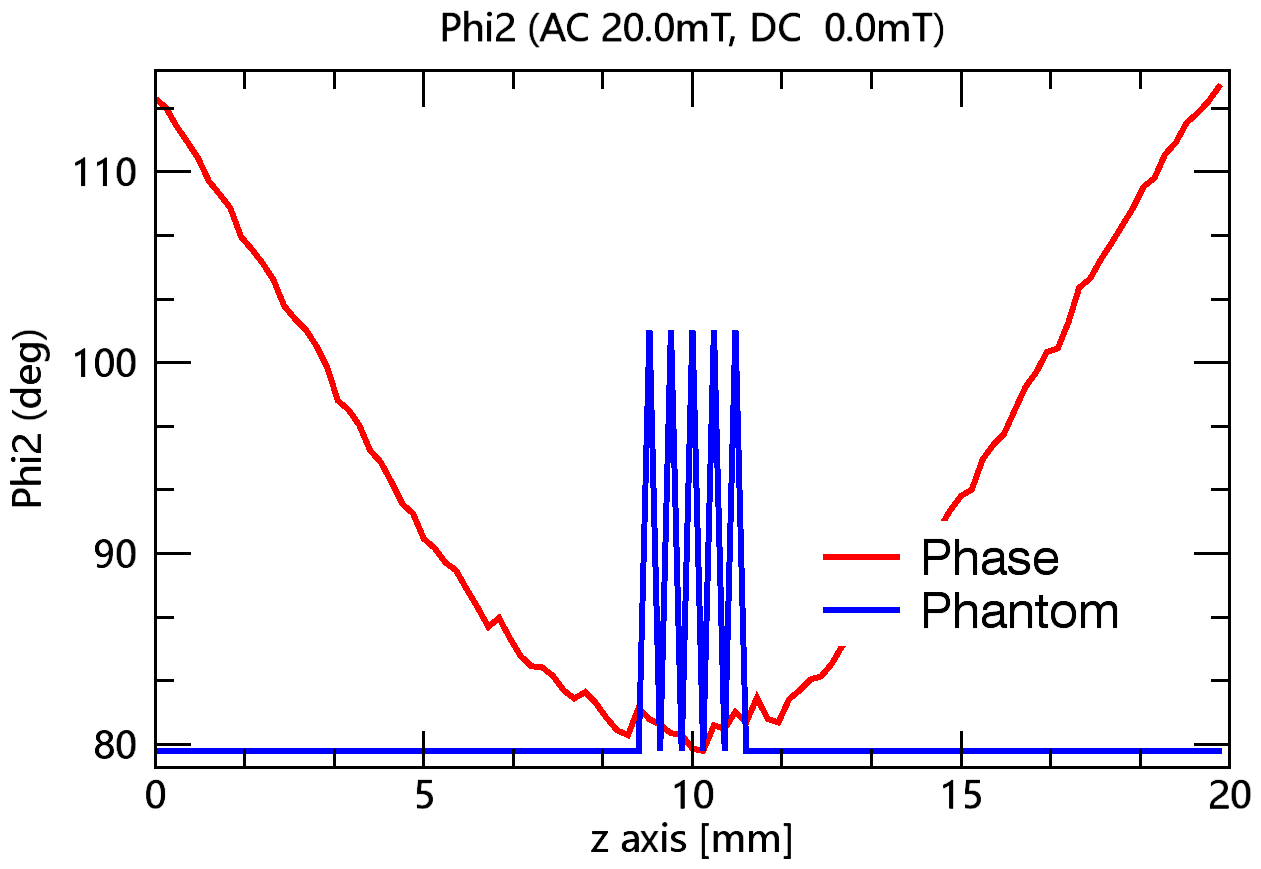 Phi2 (AC 20.0mT, DC  0.0mT)
Phi2 (deg)
110
100
90
80
Phase
Phantom
0 5 10 15 20
z axis [mm]